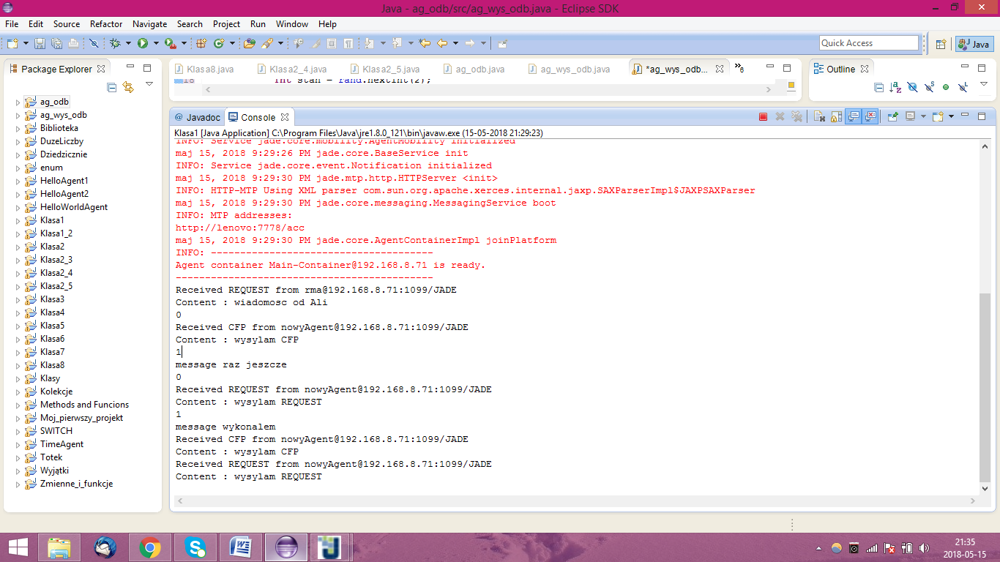 Java - ag_odb/src/ag_wys_odb.java - Eclipse SDK
File Edit Source Refactor Navigate Search Project Run Window Help
Quick Access
Java
Package Explorer
ag_odb
ag_wys_odb
Biblioteka
DuzeLiczby
Dziedzicznie
enum
HelloAgent1
HelloAgent2
HelloWorldAgent
Klasa1
Klasa1_2
Klasa2
Klasa2_3
Klasa2_4
Klasa2_5
Klasa3
Klasa4
Klasa5
Klasa6
Klasa7
Klasa8
Klasy
Kolekcje
Methods and Funcions
Moj_pierwszy_projekt
SWITCH
TimeAgent
Totek
Wyjątki
Zmienne_i_funkcje
Klasa8.java Klasa2_4.java Klasa2_5.java ag_odb.java ag_wys_odb.java *ag_wys_odb... »6
18 int stan = rand.nextInt(2);
Outline
@ Javadoc Console
Klasa1 [Java Application] C:\Program Files\Java\jre1.8.0_121\bin\javaw.exe (15-05-2018 21:29:23)
INFO: Service jade.core.mobility.AgentMobility initialized
maj 15, 2018 9:29:26 PM jade.core.BaseService init
INFO: Service jade.core.event.Notification initialized
maj 15, 2018 9:29:30 PM jade.mtp.http.HTTPServer <init>
INFO: HTTP-MTP Using XML parser com.sun.org.apache.xerces.internal.jaxp.SAXParserImpl$JAXPSAXParser
maj 15, 2018 9:29:30 PM jade.core.messaging.MessagingService boot
INFO: MTP addresses:
http://lenovo:7778/acc
maj 15, 2018 9:29:30 PM jade.core.AgentContainerImpl joinPlatform
INFO: --------------------------------------
Agent container Main-Container@192.168.8.71 is ready.
--------------------------------------------
Received REQUEST from rma@192.168.8.71:1099/JADE
Content : wiadomosc od Ali
0
Received CFP from nowyAgent@192.168.8.71:1099/JADE
Content : wysylam CFP
1
message raz jeszcze
0
Received REQUEST from nowyAgent@192.168.8.71:1099/JADE
Content : wysylam REQUEST
1
message wykonalem
Received CFP from nowyAgent@192.168.8.71:1099/JADE
Content : wysylam CFP
Received REQUEST from nowyAgent@192.168.8.71:1099/JADE
Content : wysylam REQUEST
21:35
2018-05-15